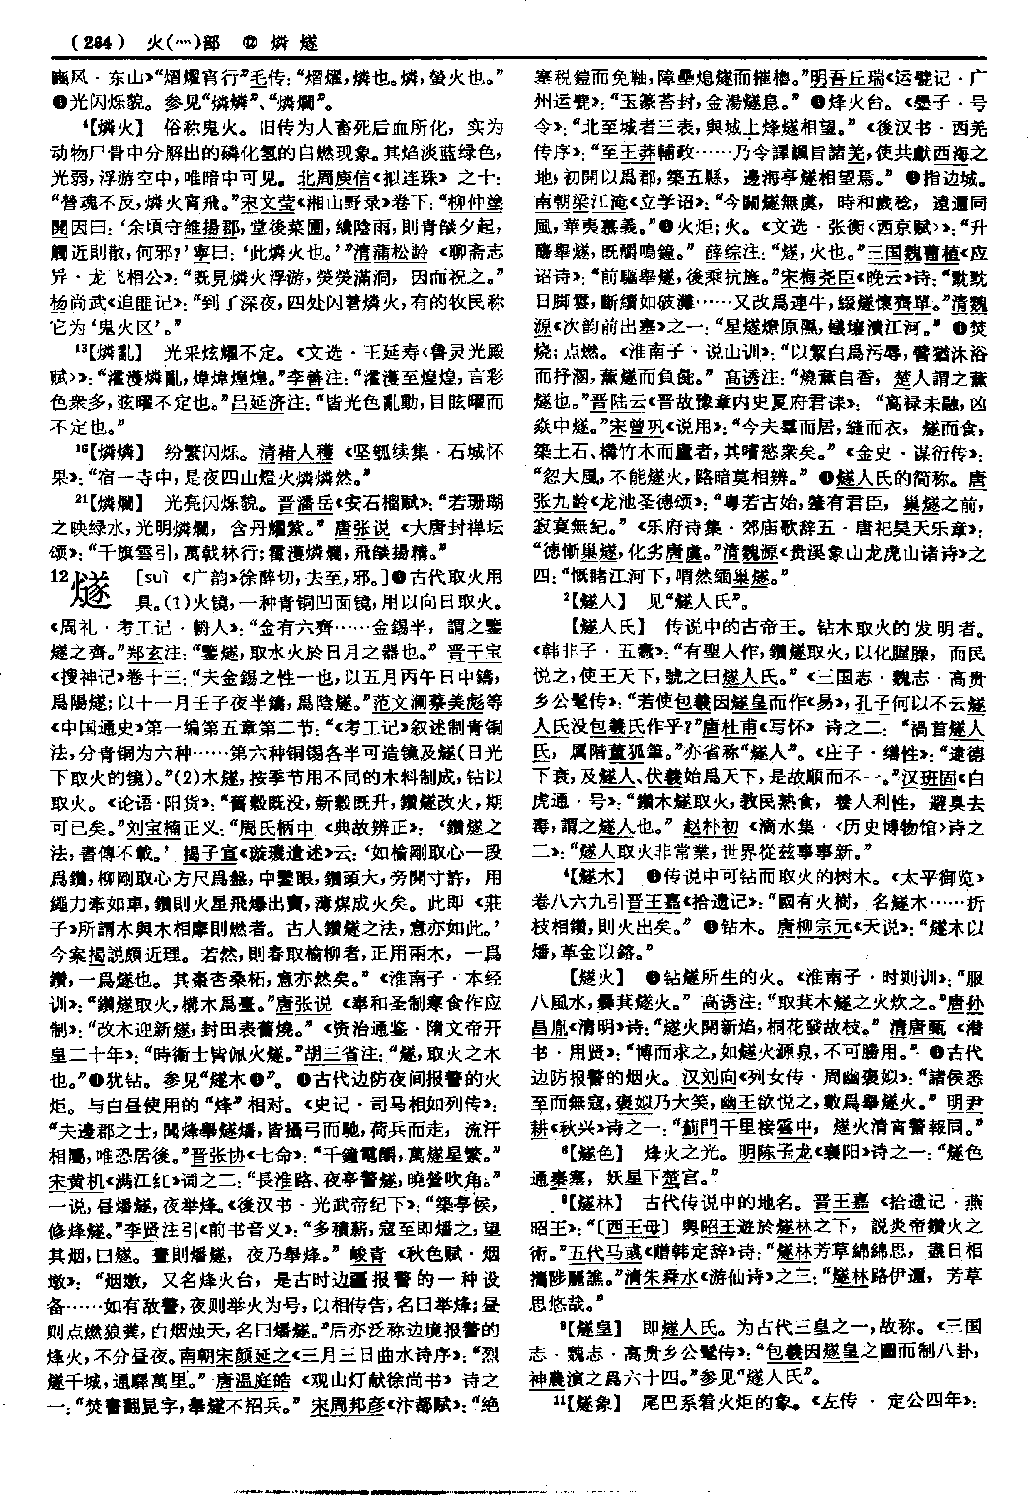 (264) 火(灬)部 ⑫ 燐 燧
豳风·东山》“熠燿宵行”毛传:“熠燿,燐也。燐,螢火也。”
光闪烁貌。参见“燐燐”、“燐爛”。
4【燐火】 俗称鬼火。旧传为人畜死后血所化,实为
动物尸骨中分解出的磷化氢的自燃现象。其焰淡蓝绿色,
光弱,浮游空中,唯暗中可见。北周庾信《拟连珠》之十:
“營魂不反,燐火宵飛。”宋文莹《湘山野录》卷下:“柳仲塗
開因曰:‘余頃守維揚郡,堂後菜圃,纔陰雨,則青燄夕起,
觸近則散,何邪?’寧曰:‘此燐火也。’”清蒲松龄《聊斋志
异·龙飞相公》:“既見燐火浮游,熒熒滿洞,因而祝之。”
杨尚武《追匪记》:“到了深夜,四处闪着燐火,有的牧民称
它为‘鬼火区’。”
13【燐亂】 光采炫耀不定。《文选·王延寿〈鲁灵光殿
赋〉》:“濩濩燐亂,煒煒煌煌。”李善注:“濩濩至煌煌,言彩
色衆多,眩曜不定也。”吕延济注:“皆光色亂動,目眩曜而
不定也。”
16【燐燐】 纷繁闪烁。清褚人穫《坚瓠续集·石城怀
果》:“宿一寺中,是夜四山燈火燐燐然。”
21【燐爛】 光亮闪烁貌。晋潘岳《安石榴赋》:“若珊瑚
之映绿水,光明燐爛,含丹耀紫。”唐张说《大唐封禅坛
颂》:“千旗雲引,萬戟林行;霍濩燐爛,飛燄揚精。”
12燧 [suì 《广韵》徐醉切,去至,邪。]❶古代取火用
具。(1)火镜,一种青铜凹面镜,用以向日取火。
《周礼·考工记·輈人》:“金有六齊……金錫半,謂之鑒
燧之齊。”郑玄注:“鑒燧,取水火於日月之器也。”晋干宝
《搜神记》卷十三:“夫金錫之性一也,以五月丙午日中鑄,
爲陽燧;以十一月壬子夜半鑄,爲陰燧。”范文澜蔡美彪等
《中国通史》第一编第五章第二节:“《考工记》叙述制青铜
法,分青铜为六种……第六种铜锡各半可造镜及燧(日光
下取火的镜)。”(2)木燧,按季节用不同的木料制成,钻以
取火。《论语·阳货》:“舊穀既没,新穀既升,鑽燧改火,期
可已矣。”刘宝楠正义:“周氏柄中《典故辨正》:‘鑽燧之
法,書傳不載。’揭子宣《璇璣遺述》云:‘如榆剛取心一段
爲鑽,柳剛取心方尺爲盤,中鑿眼,鑽頭大,旁開寸許,用
繩力牽如車,鑽則火星飛爆出竇,薄煤成火矣。此即《莊
子》所謂木與木相摩則燃者。古人鑽燧之法,意亦如此。’
今案揭説頗近理。若然,則春取榆柳者,正用兩木,一爲
鑽,一爲燧也。其棗杏桑柘,意亦然矣。”《淮南子·本经
训》:“鑽燧取火,構木爲臺。”唐张说《奉和圣制寒食作应
制》:“改木迎新燧,封田表舊燒。”《资治通鉴·隋文帝开
皇二十年》:“時衞士皆佩火燧。”胡三省注:“燧,取火之木
也。”犹钻。参见“燧木”。古代边防夜间报警的火
炬。与白昼使用的“烽”相对。《史记·司马相如列传》:
“夫邊郡之士,聞烽舉燧燔,皆攝弓而馳,荷兵而走,流汗
相屬,唯恐居後。”晋张协《七命》:“千鐘電釂,萬燧星繁。”
宋黄机《满江红》词之二:“長淮路、夜亭警燧,曉營吹角。”
一说,昼燔燧,夜举烽。《後汉书·光武帝纪下》:“築亭候,
修烽燧。”李贤注引《前书音义》:“多積薪,寇至即燔之;望
其烟,曰燧。晝則燔燧,夜乃舉烽。”峻青《秋色赋·烟
墩》:“烟墩,又名烽火台,是古时边疆报警的一种设
备……如有敌警,夜则举火为号,以相传告,名曰举烽;昼
则点燃狼粪,白烟烛天,名曰燔燧。”后亦泛称边境报警的
烽火,不分昼夜。南朝宋颜延之《三月三日曲水诗序》:“烈
燧千城,通驛萬里。”唐温庭皓《观山灯献徐尚书》诗之
一:“焚書翻見字,舉燧不招兵。”宋周邦彦《汴都赋》:“绝
塞税鎧而免軸,障壘熄燧而摧櫓。”明吾丘瑞《运甓记·广
州运甓》:“玉篆苔封,金湯燧息。”烽火台。《墨子·号
令》:“北至城者三表,與城上烽燧相望。”《後汉书·西羌
传序》:“至王莽輔政……乃令譯諷旨諸羌,使共獻西海之
地,初開以爲郡,築五縣,邊海亭燧相望焉。”指边城。
南朝梁江淹《立学诏》:“今關燧無虞,時和歲稔,遠邇同
風,華夷慕義。”火炬;火。《文选·张衡〈西京赋〉》:“升
觴舉燧,既釂鳴鐘。”薛综注:“燧,火也。”三国魏曹植《应
诏诗》:“前驅舉燧,後乘抗旌。”宋梅尧臣《晚云》诗:“黕黕
日脚雲,斷續如破灘……又改爲連牛,綴燧懷齊單。”清魏
源《次韵前出塞》之一:“星燧燎原隰,蟻壤潰江河。”焚
烧;点燃。《淮南子·说山训》:“以絜白爲污辱,譬猶沐浴
而抒溷,薰燧而負彘。”高诱注:“燒薰自香,楚人謂之薰
燧也。”晋陆云《晋故豫章内史夏府君诔》:“高禄未融,凶
焱中燧。”宋曾巩《说用》:“今夫羣而居,縫而衣,燧而食,
築土石、構竹木而廬者,其嗜慾衆矣。”《金史·谋衍传》:
“忽大風,不能燧火,路暗莫相辨。”燧人氏的简称。唐
张九龄《龙池圣德颂》:“粤若古始,肇有君臣,巢燧之前,
寂寞無紀。”《乐府诗集·郊庙歌辞五·唐祀昊天乐章》:
“德慚巢燧,化劣唐虞。”清魏源《贵溪象山龙虎山诸诗》之
四:“慨睹江河下,喟然缅巢燧。”
2【燧人】 见“燧人氏”。
【燧人氏】 传说中的古帝王。钻木取火的发明者。
《韩非子·五蠹》:“有聖人作,鑽燧取火,以化腥臊,而民
悦之,使王天下,號之曰燧人氏。”《三国志·魏志·高贵
乡公髦传》:“若使包羲因燧皇而作《易》,孔子何以不云燧
人氏没包羲氏作乎?”唐杜甫《写怀》诗之二:“禍首燧人
氏,厲階董狐筆。”亦省称“燧人”。《庄子·缮性》:“逮德
下衰,及燧人、伏羲始爲天下,是故順而不一。”汉班固《白
虎通·号》:“鑽木燧取火,教民熟食,養人利性,避臭去
毒,謂之燧人也。”赵朴初《滴水集·〈历史博物馆〉诗之
二》:“燧人取火非常業,世界從兹事事新。”
4【燧木】 ❶传说中可钻而取火的树木。《太平御览》
卷八六九引晋王嘉《拾遗记》:“國有火樹,名燧木……折
枝相鑽,則火出矣。”❷钻木。唐柳宗元《天说》:“燧木以
燔,革金以鎔。”
【燧火】 ❶钻燧所生的火。《淮南子·时则训》:“服
八風水,爨萁燧火。”高诱注:“取萁木燧之火炊之。”唐孙
昌胤《清明》诗:“燧火開新焰,桐花發故枝。”清唐甄《潜
书·用贤》:“博而求之,如燧火源泉,不可勝用。”❷古代
边防报警的烟火。汉刘向《列女传·周幽褒姒》:“諸侯悉
至而無寇,褒姒乃大笑,幽王欲悦之,數爲舉燧火。”明尹
耕《秋兴》诗之一:“薊門千里接雲中,燧火清宵警報同。”
6【燧色】 烽火之光。明陈子龙《襄阳》诗之一:“燧色
通秦塞,妖星下楚宫。”
8【燧林】 古代传说中的地名。晋王嘉《拾遗记·燕
昭王》:“〔西王母〕與昭王遊於燧林之下,説炎帝鑽火之
術。”五代马彧《赠韩定辞》诗:“燧林芳草綿綿思,盡日相
攜陟麗譙。”清朱舜水《游仙诗》之三:“燧林路伊邇,芳草
思悠哉。”
9【燧皇】 即燧人氏。为古代三皇之一,故称。《三国
志·魏志·高贵乡公髦传》:“包羲因燧皇之圖而制八卦,
神農演之爲六十四。”参见“燧人氏”。
11【燧象】 尾巴系着火炬的象。《左传·定公四年》: